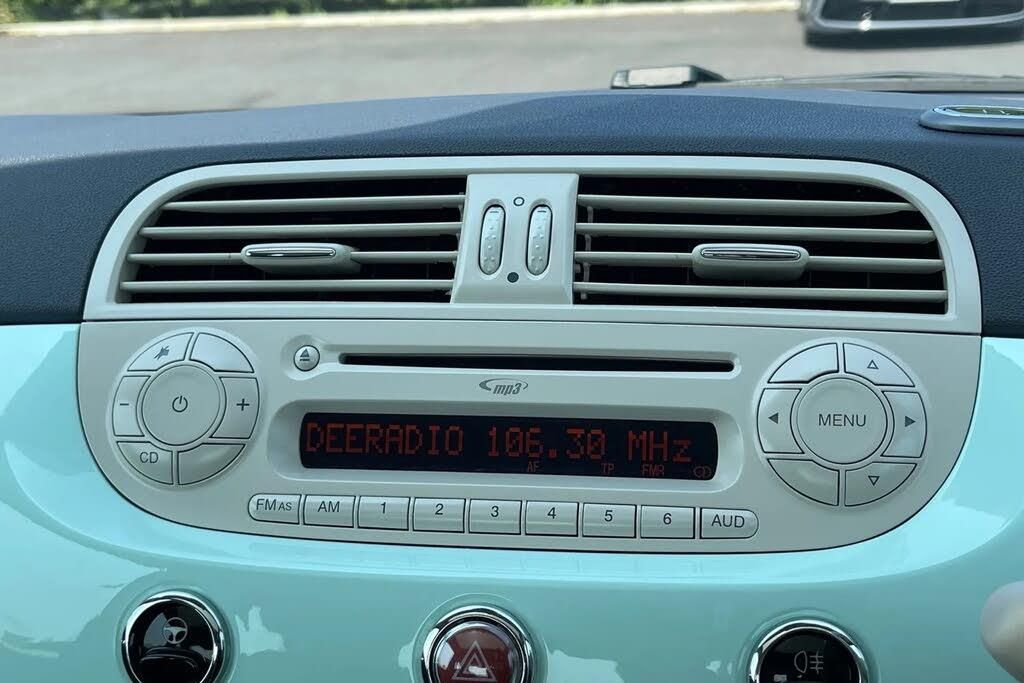 mp3
DEERADIO 106.30 MHz
AF TP FMR
MENU
CD
FM AS AM 1 2 3 4 5 6 AUD